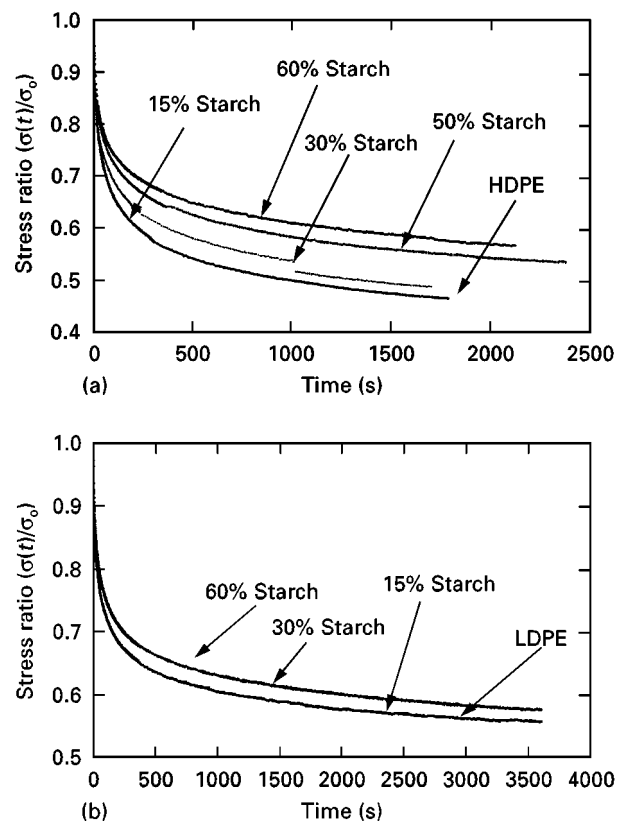 1.0
0.9
0.8
0.7
0.6
0.5
0.4
Stress ratio (σ(t)/σ₀)
15% Starch
60% Starch
30% Starch
50% Starch
HDPE
0 500 1000 1500 2000 2500
(a) Time (s)
1.0
0.9
0.8
0.7
0.6
0.5
Stress ratio (σ(t)/σ₀)
60% Starch
30% Starch
15% Starch
LDPE
0 500 1000 1500 2000 2500 3000 3500 4000
(b) Time (s)